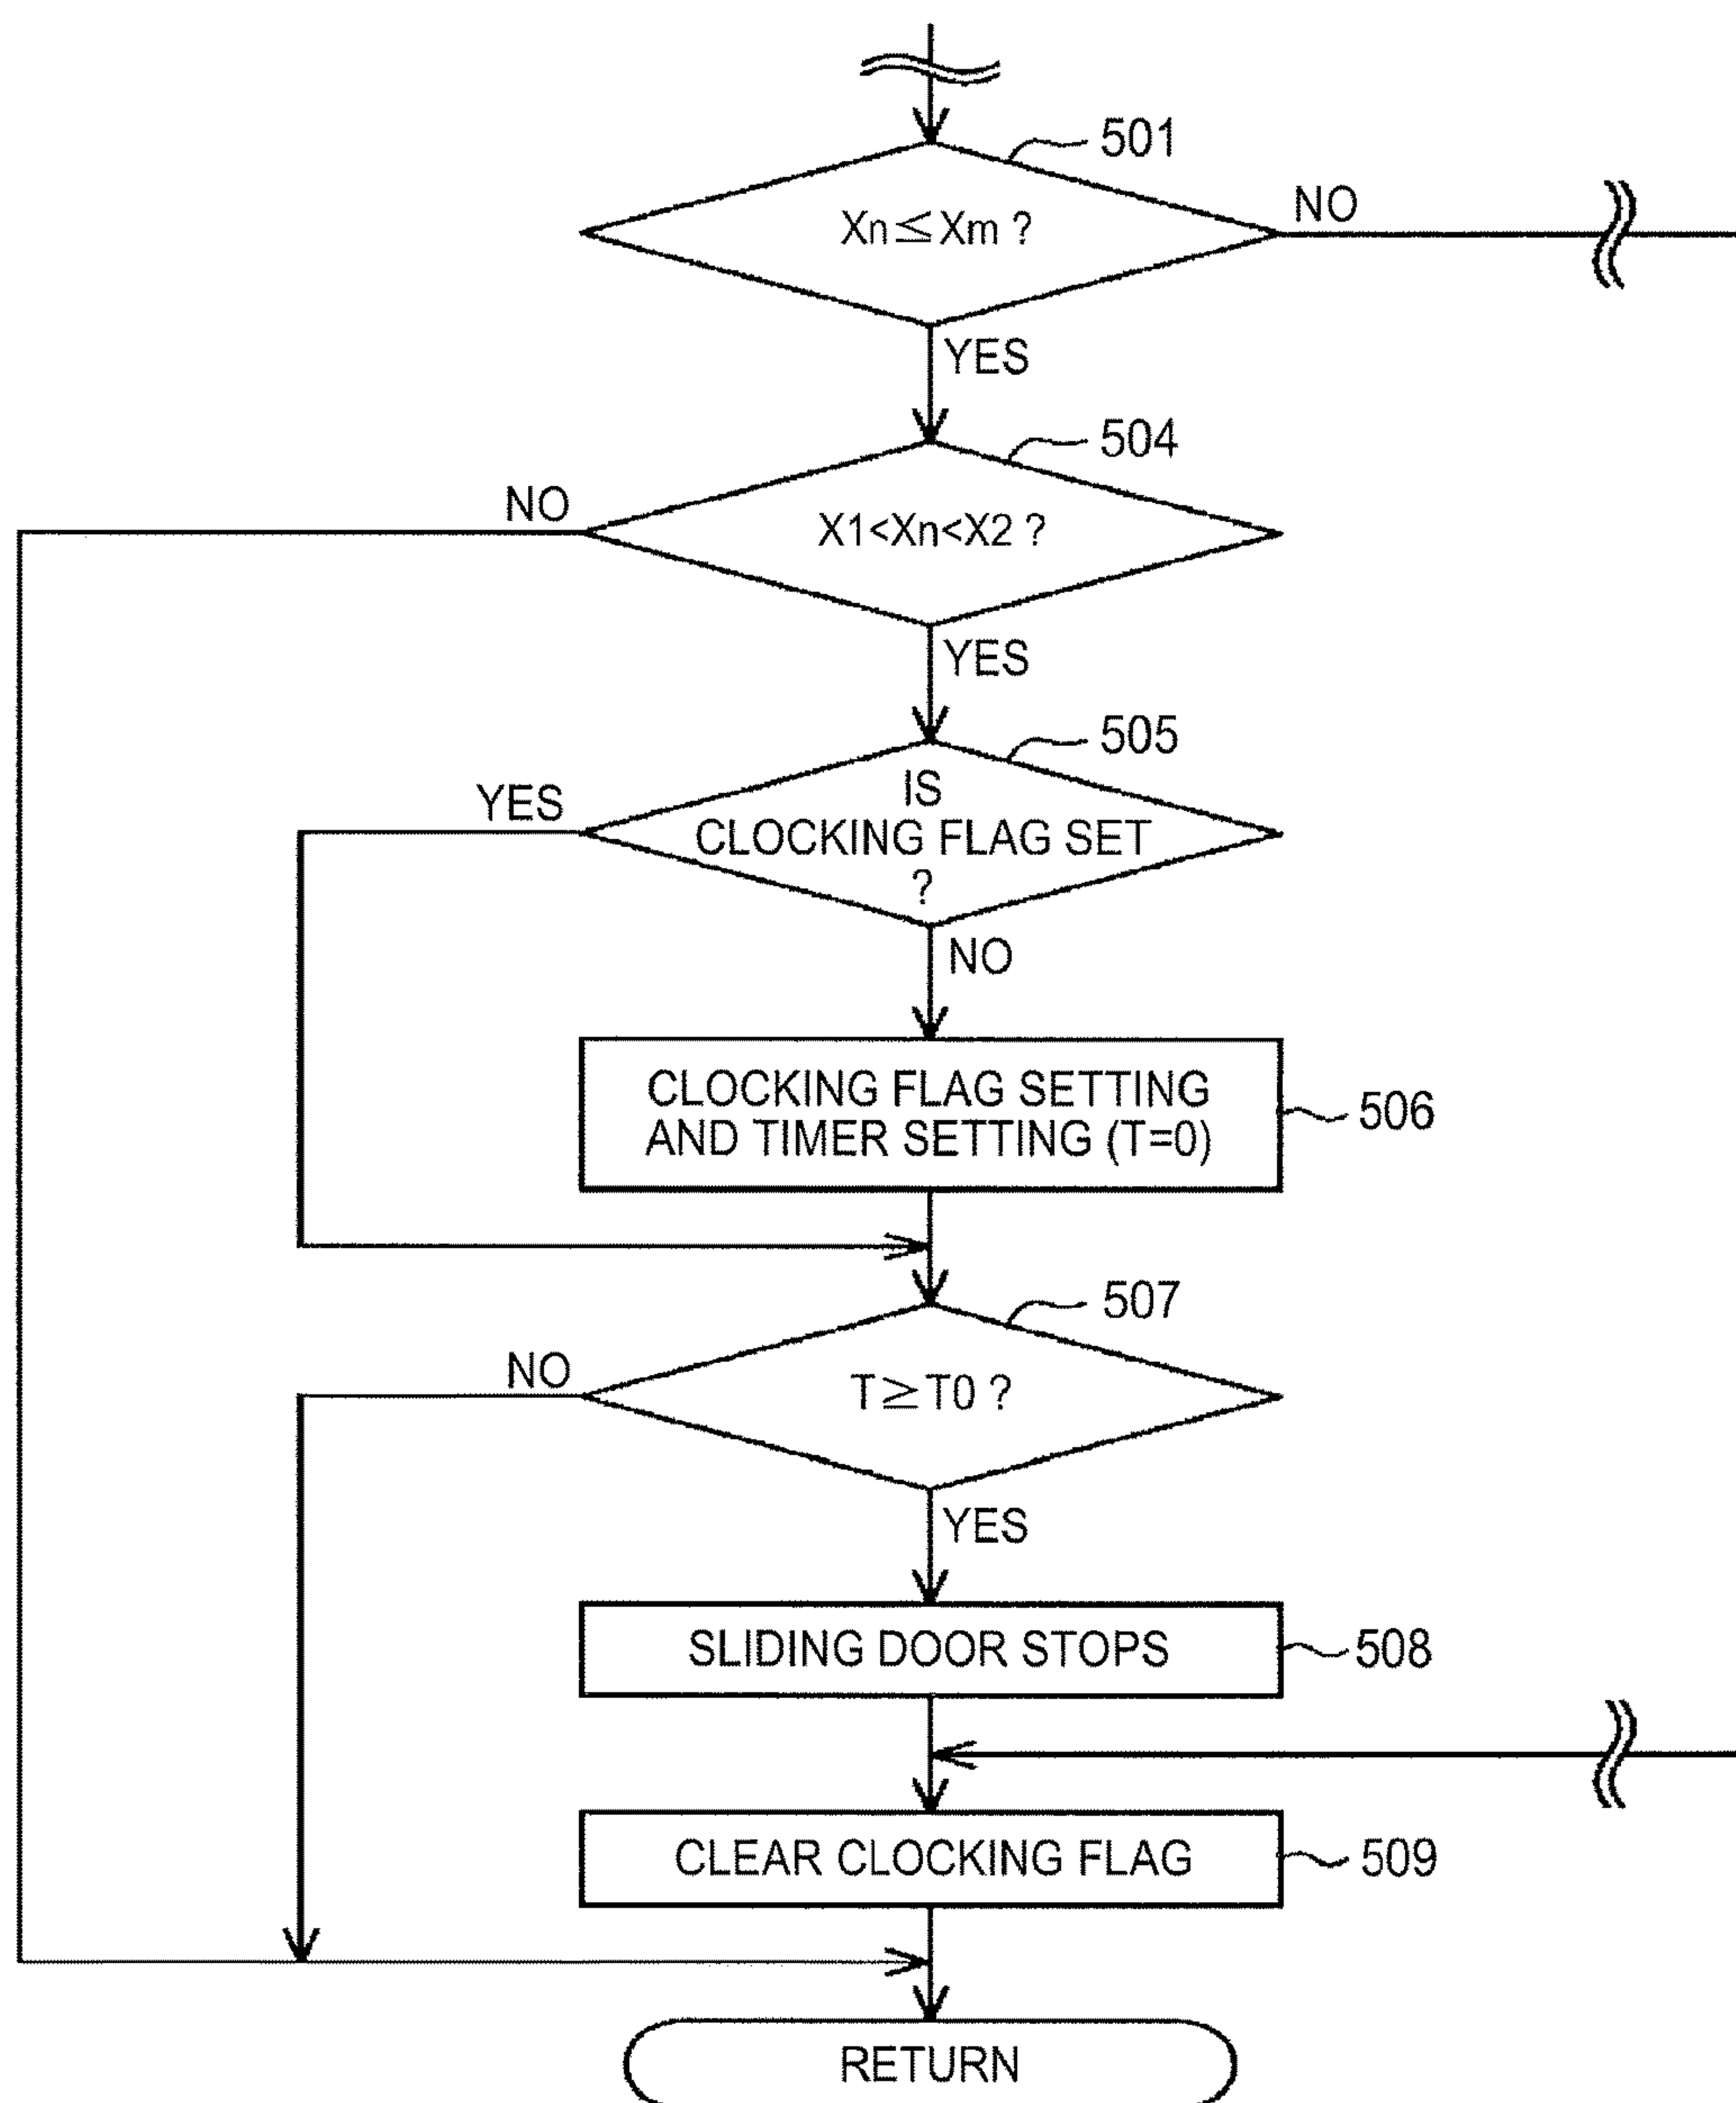 501
Xn≦Xm ?
NO
YES
504
NO
X1<Xn<X2 ?
YES
505
YES
IS
CLOCKING FLAG SET
?
NO
CLOCKING FLAG SETTING
AND TIMER SETTING (T=0)
506
507
NO
T≧T0 ?
YES
SLIDING DOOR STOPS
508
CLEAR CLOCKING FLAG
509
RETURN